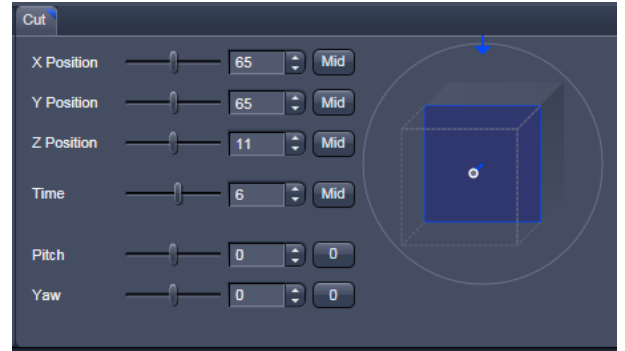 Cut
X Position 65 Mid
Y Position 65 Mid
Z Position 11 Mid
Time 6 Mid
Pitch 0 0
Yaw 0 0